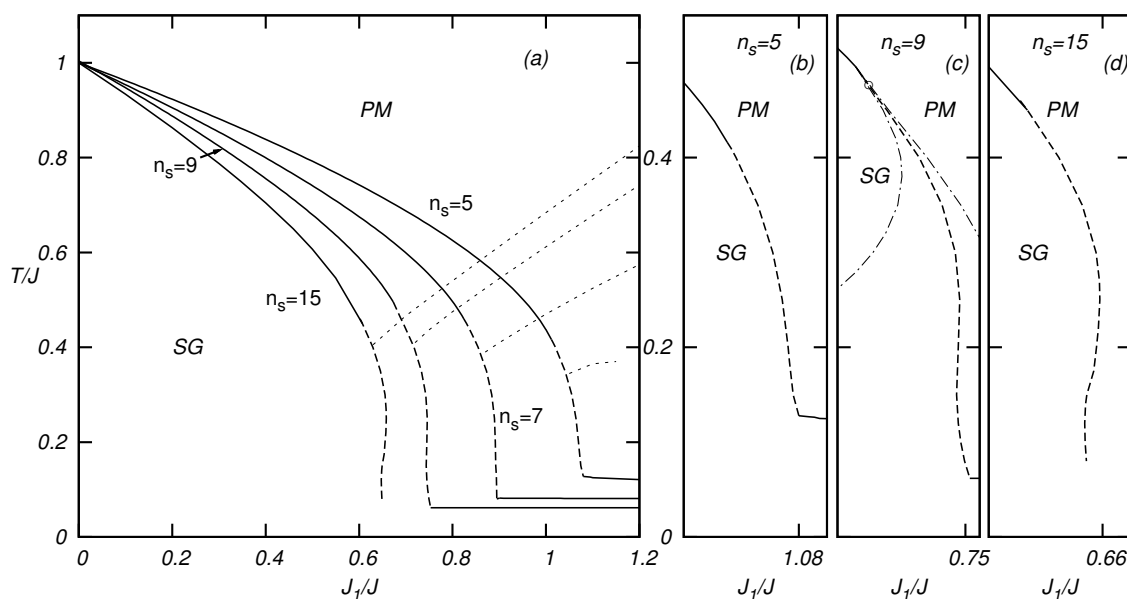 (a)
PM
n_s=9
n_s=5
n_s=15
n_s=7
SG
T/J
1
0.8
0.6
0.4
0.2
0
0
0.2
0.4
0.6
0.8
1
1.2
J_1/J
n_s=5
(b)
PM
SG
0.4
0.2
0
1.08
J_1/J
n_s=9
(c)
PM
SG
0.75
J_1/J
n_s=15
(d)
PM
SG
0.66
J_1/J